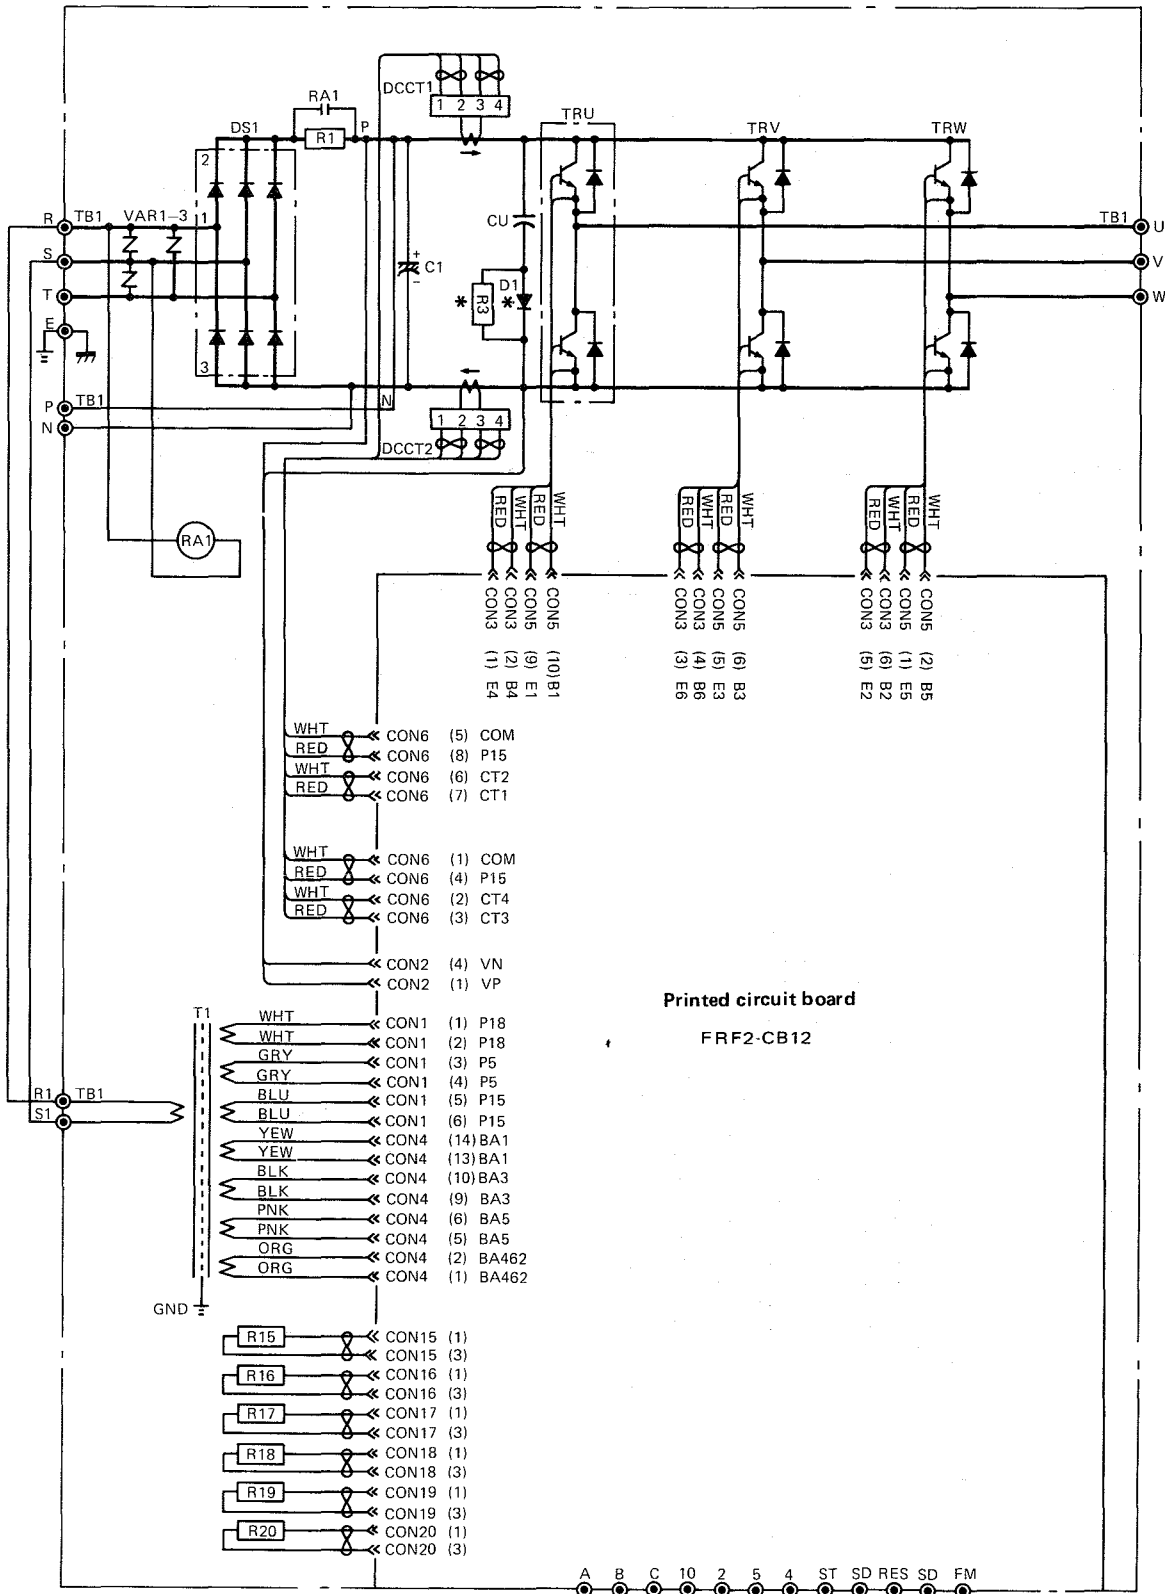 DCCT1
RA1
1 2 3 4
TRU
DS1
R1
P
TRV
TRW
2
R
TB1
VAR1-3
1
CU
TB1
U
S
+
C1
-
V
D1
*
R3
*
T
W
E
3
P
TB1
N
N
1 2 3 4
DCCT2
RED WHT RED WHT
RED WHT RED WHT
RED WHT RED WHT
RA1
CON3 (1) E4
CON3 (2) B4
CON5 (9) E1
CON5 (10) B1
CON3 (3) E6
CON3 (4) B6
CON5 (5) E3
CON5 (6) B3
CON3 (5) E2
CON3 (6) B2
CON5 (1) E5
CON5 (2) B5
WHT CON6 (5) COM
RED CON6 (8) P15
WHT CON6 (6) CT2
RED CON6 (7) CT1
WHT CON6 (1) COM
RED CON6 (4) P15
WHT CON6 (2) CT4
RED CON6 (3) CT3
CON2 (4) VN
CON2 (1) VP
Printed circuit board
FRF2-CB12
T1
WHT CON1 (1) P18
WHT CON1 (2) P18
GRY CON1 (3) P5
GRY CON1 (4) P5
R1 TB1
BLU CON1 (5) P15
S1
BLU CON1 (6) P15
YEW CON4 (14) BA1
YEW CON4 (13) BA1
BLK CON4 (10) BA3
BLK CON4 (9) BA3
PNK CON4 (6) BA5
PNK CON4 (5) BA5
ORG CON4 (2) BA462
ORG CON4 (1) BA462
GND
R15 CON15 (1)
CON15 (3)
R16 CON16 (1)
CON16 (3)
R17 CON17 (1)
CON17 (3)
R18 CON18 (1)
CON18 (3)
R19 CON19 (1)
CON19 (3)
R20 CON20 (1)
CON20 (3)
A B C 10 2 5 4 ST SD RES SD FM